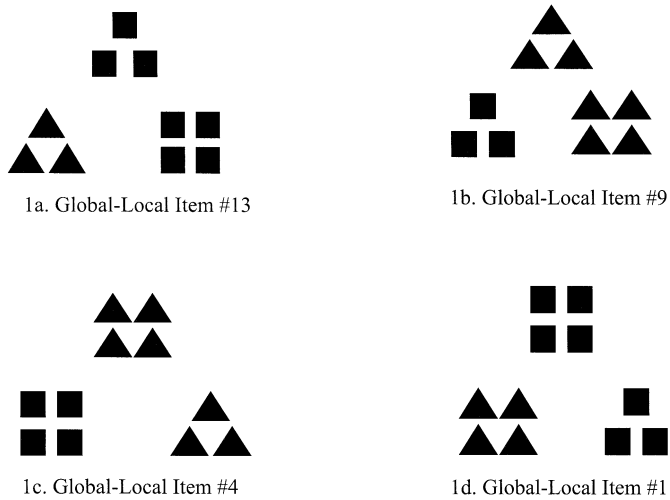 1a. Global-Local Item #13
1b. Global-Local Item #9
1c. Global-Local Item #4
1d. Global-Local Item #1